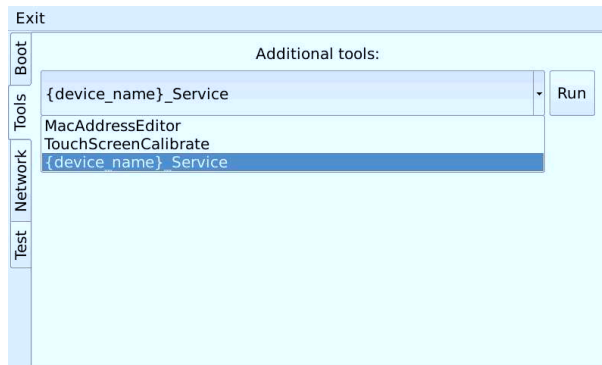 Exit
Boot
Tools
Network
Test
Additional tools:
{device_name}_Service
Run
MacAddressEditor
TouchScreenCalibrate
{device_name}_Service